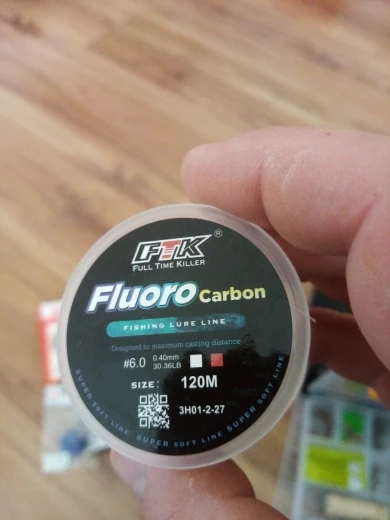 FTK®
FULL TIME KILLER
Fluoro Carbon
FISHING LURE LINE
Designed to maximum casting distance
#6.0 0.40mm
30.36LB
SIZE: 120M
3H01-2-27
SUPER SOFT LINE SUPER SOFT LINE SUPER SOFT LINE